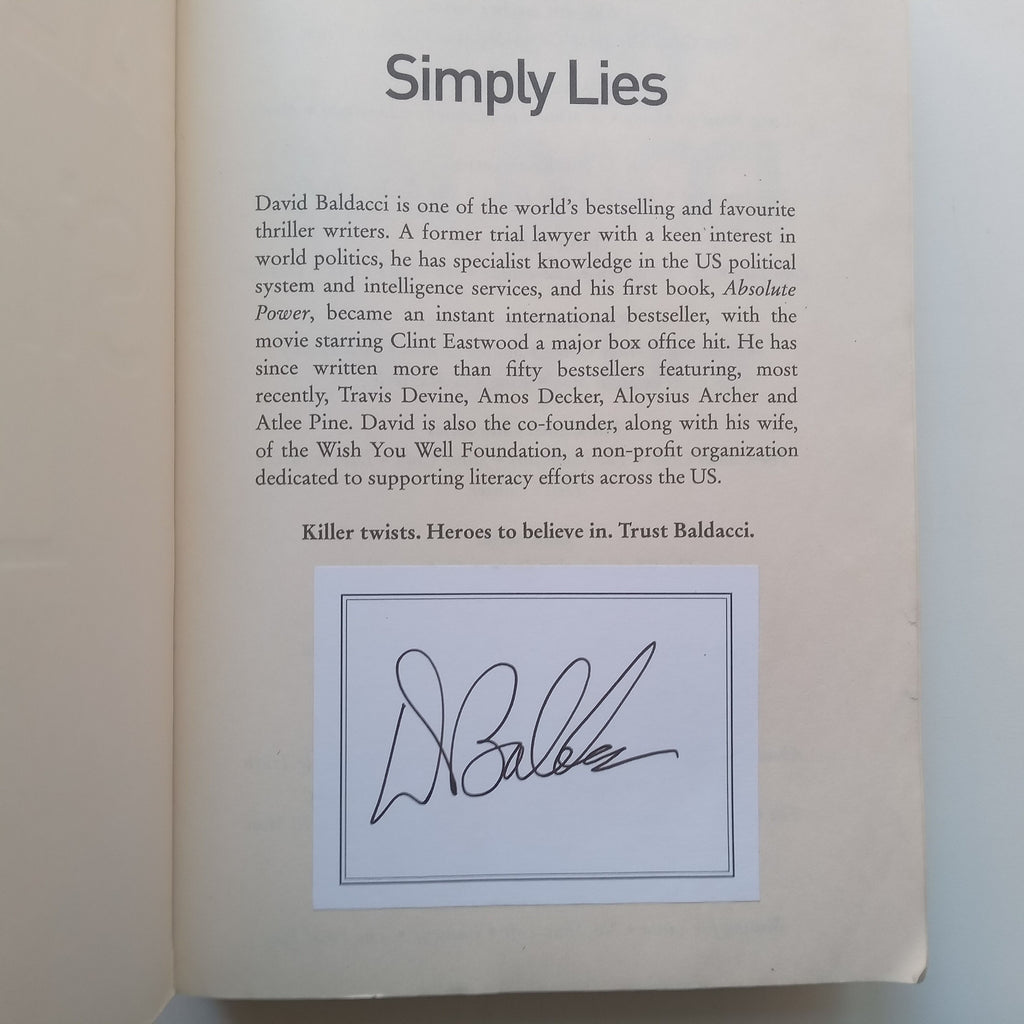 Simply Lies
David Baldacci is one of the world's bestselling and favourite
thriller writers. A former trial lawyer with a keen interest in
world politics, he has specialist knowledge in the US political
system and intelligence services, and his first book, Absolute
Power, became an instant international bestseller, with the
movie starring Clint Eastwood a major box office hit. He has
since written more than fifty bestsellers featuring, most
recently, Travis Devine, Amos Decker, Aloysius Archer and
Atlee Pine. David is also the co-founder, along with his wife,
of the Wish You Well Foundation, a non-profit organization
dedicated to supporting literacy efforts across the US.
Killer twists. Heroes to believe in. Trust Baldacci.